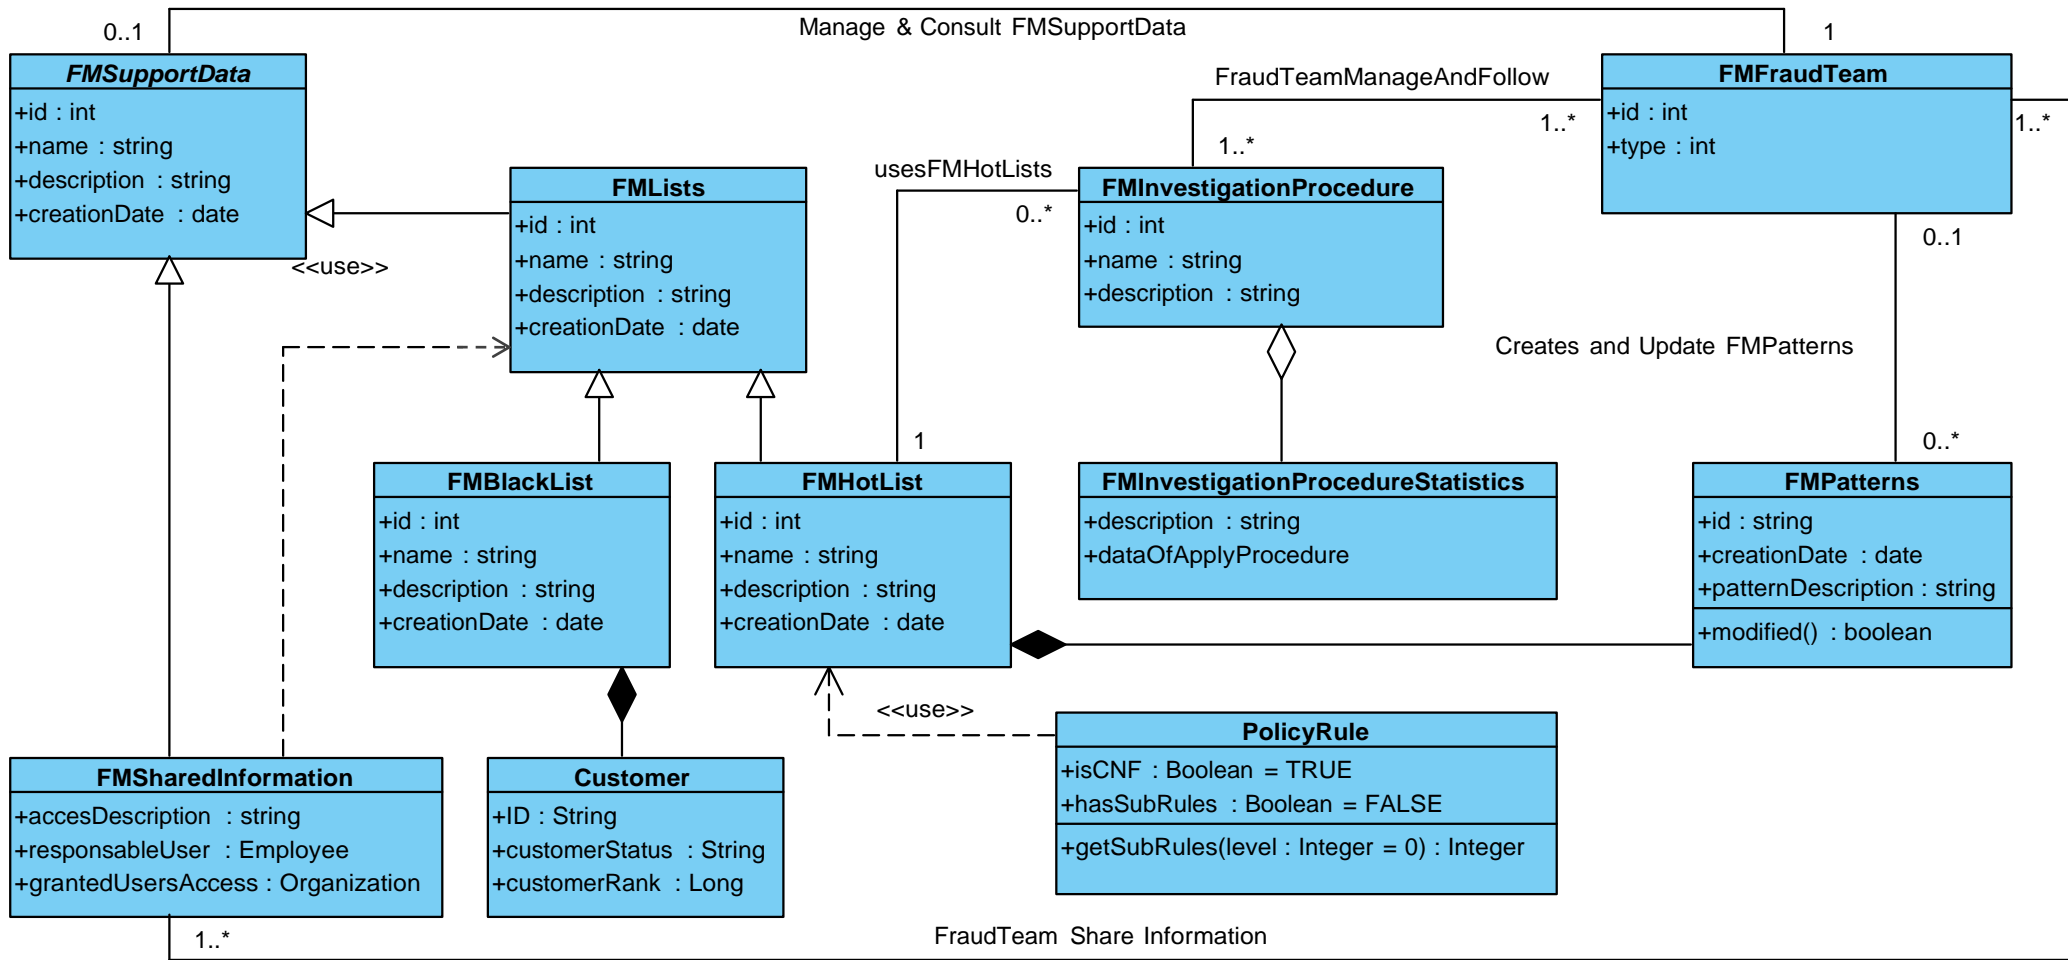 Manage & Consult FMSupportData
0..1
1
FMSupportData
+id : int
+name : string
+description : string
+creationDate : date
FMFraudTeam
+id : int
+type : int
FraudTeamManageAndFollow
1..*
1..*
1..*
FMLists
+id : int
+name : string
+description : string
+creationDate : date
usesFMHotLists
0..*
1
FMInvestigationProcedure
+id : int
+name : string
+description : string
<<use>>
0..1
Creates and Update FMPatterns
0..*
FMBlackList
+id : int
+name : string
+description : string
+creationDate : date
FMHotList
+id : int
+name : string
+description : string
+creationDate : date
FMInvestigationProcedureStatistics
+description : string
+dataOfApplyProcedure
FMPatterns
+id : string
+creationDate : date
+patternDescription : string
+modified() : boolean
<<use>>
FMSharedInformation
+accesDescription : string
+responsableUser : Employee
+grantedUsersAccess : Organization
Customer
+ID : String
+customerStatus : String
+customerRank : Long
PolicyRule
+isCNF : Boolean = TRUE
+hasSubRules : Boolean = FALSE
+getSubRules(level : Integer = 0) : Integer
1..*
FraudTeam Share Information